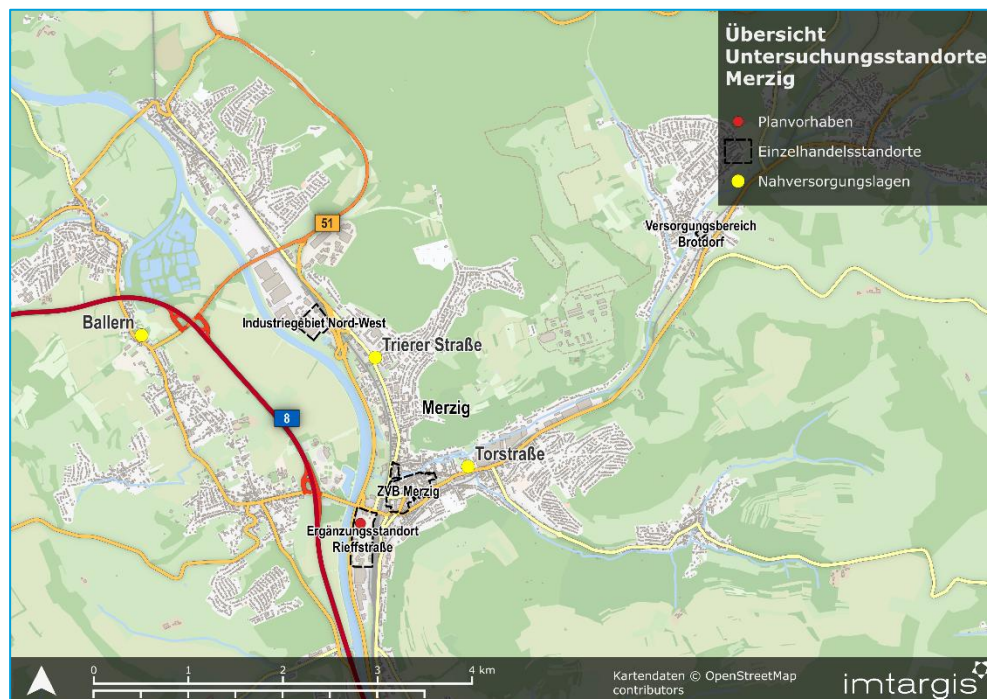 Übersicht
Untersuchungsstandorte
Merzig
Planvorhaben
Einzelhandelsstandorte
Nahversorgungslagen
51
Versorgungsbereich
Brotdorf
Industriegebiet Nord-West
Ballern
Trierer Straße
Merzig
8
Torstraße
ZVB Merzig
Ergänzungsstandort
Rieffstraße
0 1 2 3 4 km
Kartendaten © OpenStreetMap
contributors
imtargis